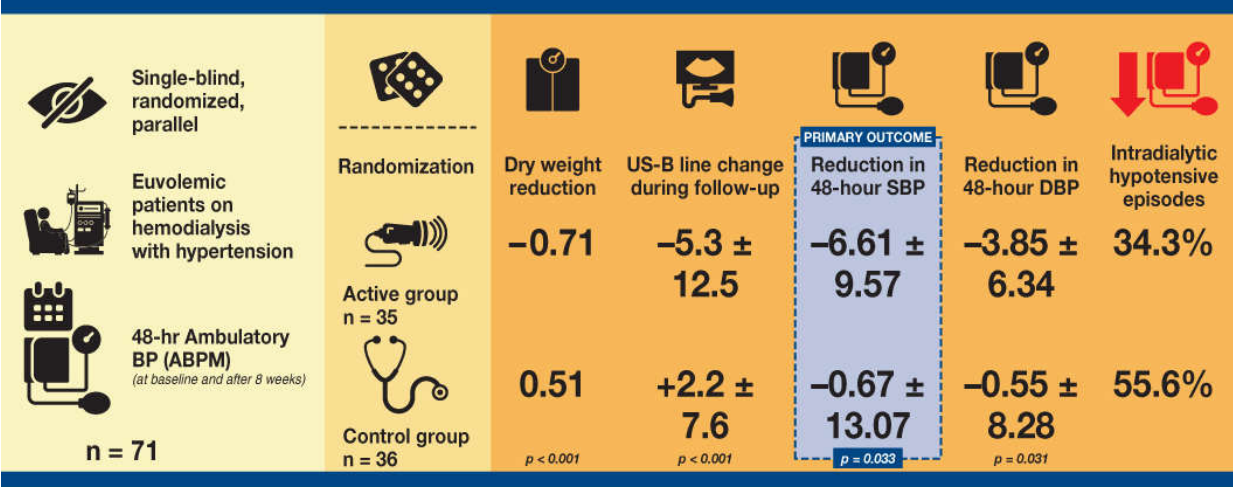 Single-blind,
randomized,
parallel
Euvolemic
patients on
hemodialysis
with hypertension
48-hr Ambulatory
BP (ABPM)
(at baseline and after 8 weeks)
n = 71
Randomization
Active group
n = 35
Control group
n = 36
Dry weight
reduction
−0.71
0.51
p < 0.001
US-B line change
during follow-up
−5.3 ±
12.5
+2.2 ±
7.6
p < 0.001
PRIMARY OUTCOME
Reduction in
48-hour SBP
−6.61 ±
9.57
−0.67 ±
13.07
p = 0.033
Reduction in
48-hour DBP
−3.85 ±
6.34
−0.55 ±
8.28
p = 0.031
Intradialytic
hypotensive
episodes
34.3%
55.6%